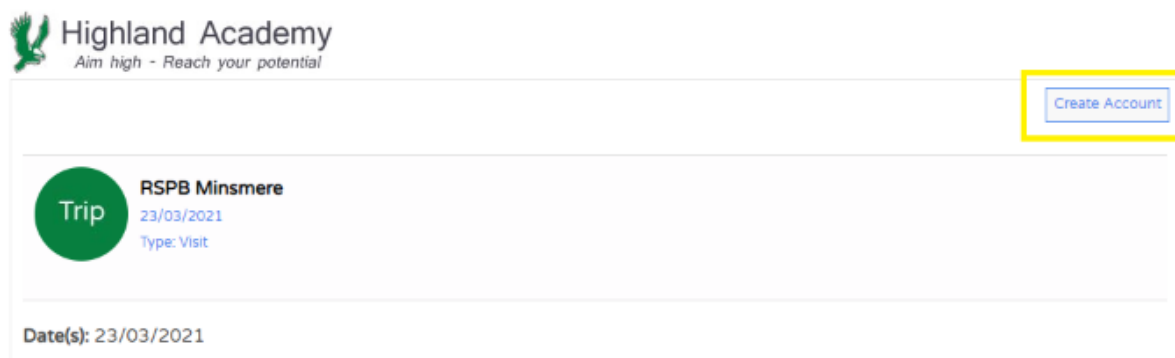 Highland Academy
Aim high - Reach your potential
Create Account
Trip
RSPB Minsmere
23/03/2021
Type: Visit
Date(s): 23/03/2021